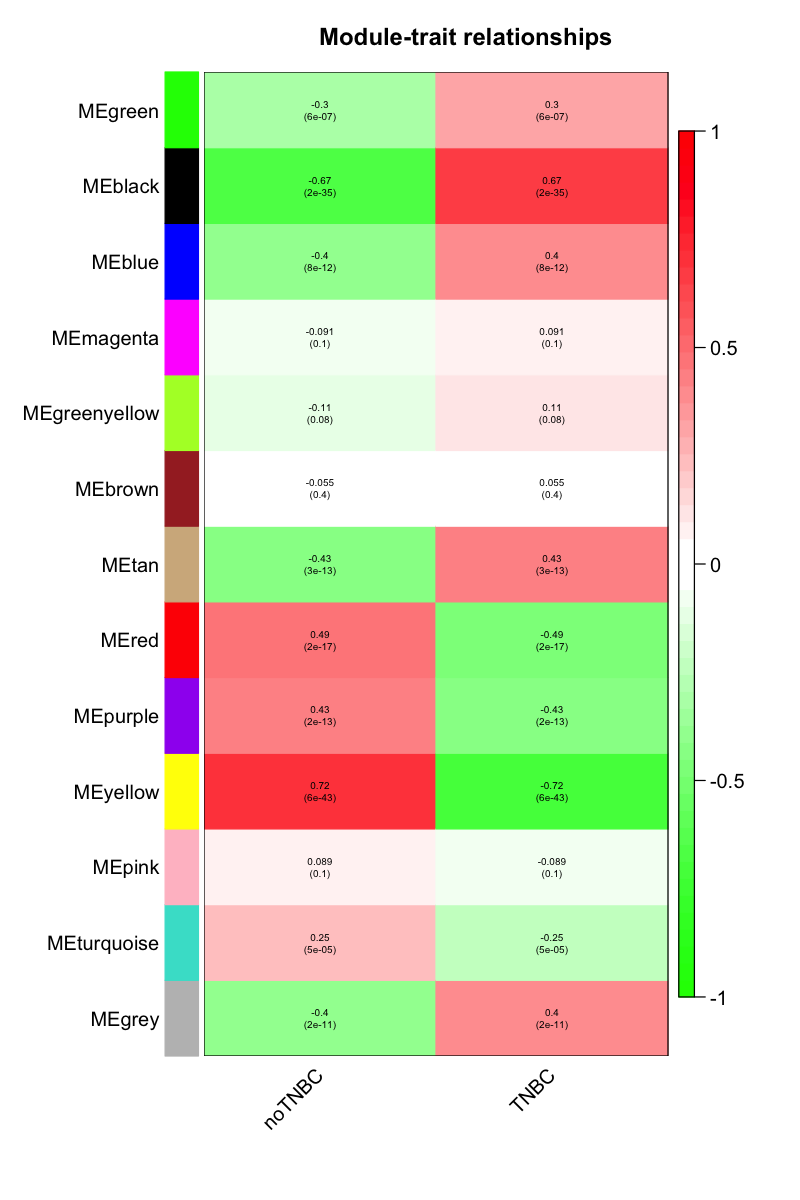 Module-trait relationships
MEgreen
-0.3
(6e-07)
0.3
(6e-07)
MEblack
-0.67
(2e-35)
0.67
(2e-35)
MEblue
-0.4
(8e-12)
0.4
(8e-12)
MEmagenta
-0.091
(0.1)
0.091
(0.1)
MEgreenyellow
-0.11
(0.08)
0.11
(0.08)
MEbrown
-0.055
(0.4)
0.055
(0.4)
MEtan
-0.43
(3e-13)
0.43
(3e-13)
MEred
0.49
(2e-17)
-0.49
(2e-17)
MEpurple
0.43
(2e-13)
-0.43
(2e-13)
MEyellow
0.72
(6e-43)
-0.72
(6e-43)
MEpink
0.089
(0.1)
-0.089
(0.1)
MEturquoise
0.25
(5e-05)
-0.25
(5e-05)
MEgrey
-0.4
(2e-11)
0.4
(2e-11)
noTNBC
TNBC
1
0.5
0
-0.5
-1